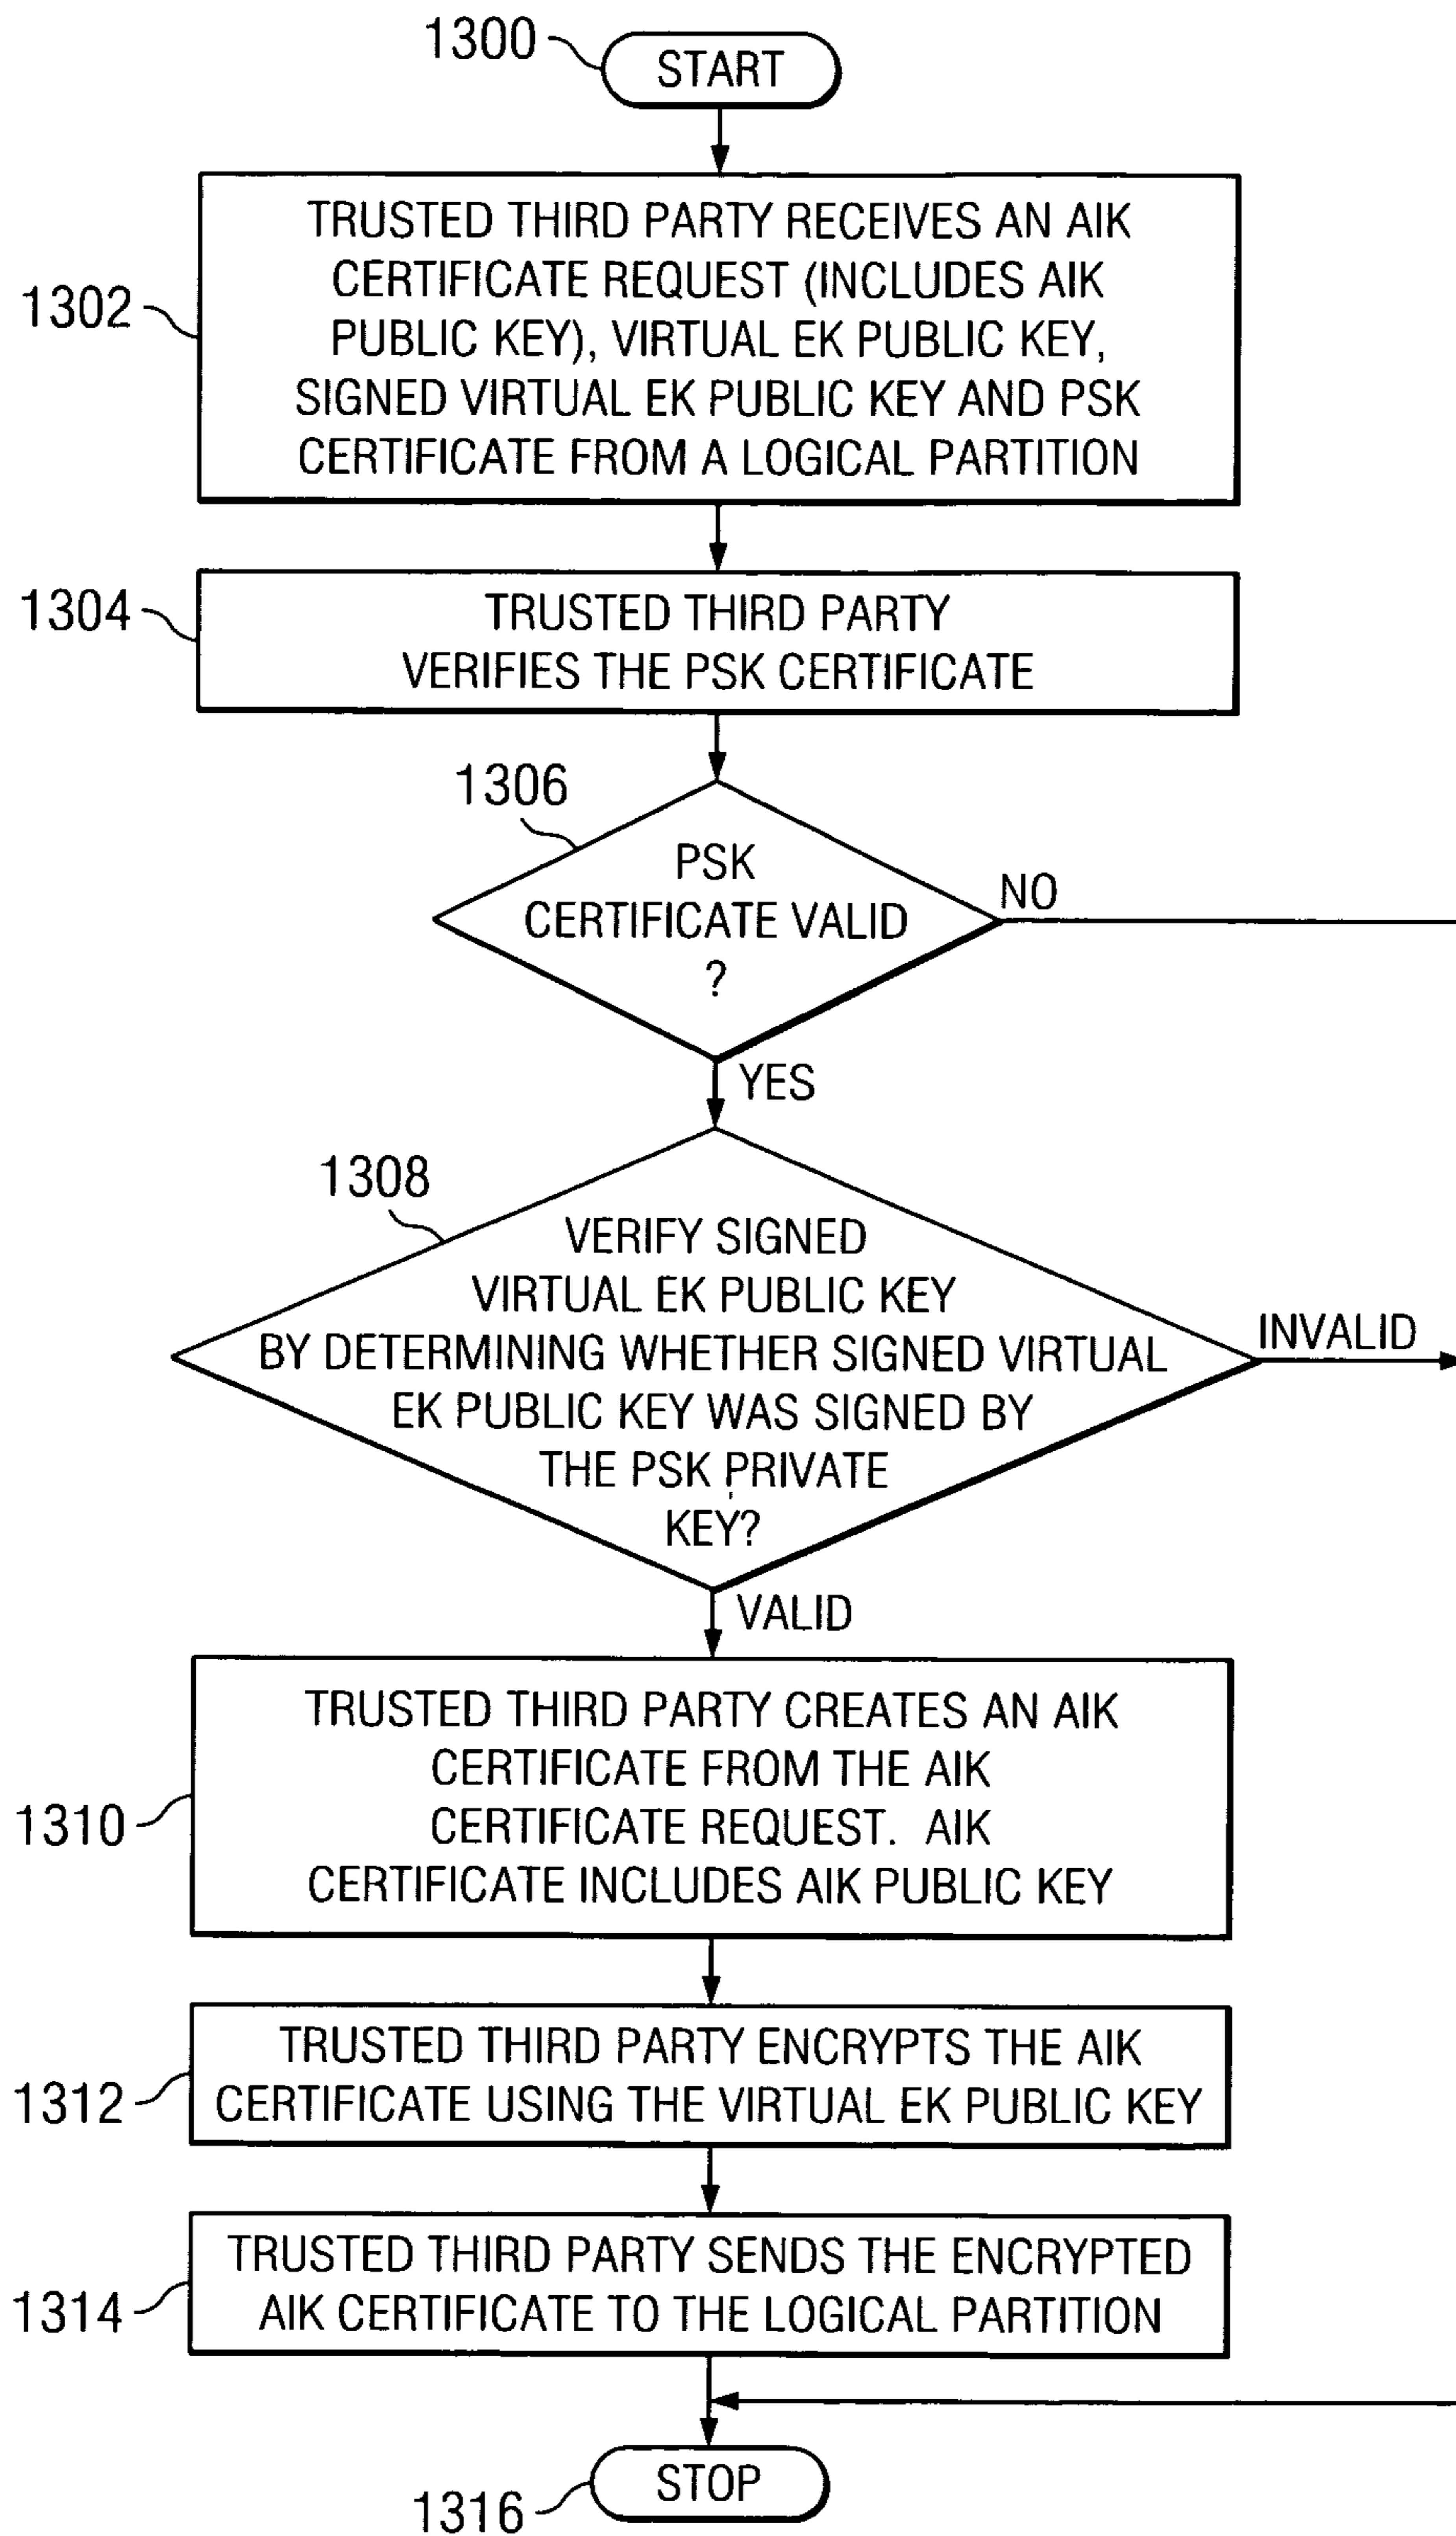 1300
START
1302
TRUSTED THIRD PARTY RECEIVES AN AIK
CERTIFICATE REQUEST (INCLUDES AIK
PUBLIC KEY), VIRTUAL EK PUBLIC KEY,
SIGNED VIRTUAL EK PUBLIC KEY AND PSK
CERTIFICATE FROM A LOGICAL PARTITION
1304
TRUSTED THIRD PARTY
VERIFIES THE PSK CERTIFICATE
1306
PSK
CERTIFICATE VALID
?
NO
YES
1308
VERIFY SIGNED
VIRTUAL EK PUBLIC KEY
BY DETERMINING WHETHER SIGNED VIRTUAL
EK PUBLIC KEY WAS SIGNED BY
THE PSK PRIVATE
KEY?
INVALID
VALID
1310
TRUSTED THIRD PARTY CREATES AN AIK
CERTIFICATE FROM THE AIK
CERTIFICATE REQUEST. AIK
CERTIFICATE INCLUDES AIK PUBLIC KEY
1312
TRUSTED THIRD PARTY ENCRYPTS THE AIK
CERTIFICATE USING THE VIRTUAL EK PUBLIC KEY
1314
TRUSTED THIRD PARTY SENDS THE ENCRYPTED
AIK CERTIFICATE TO THE LOGICAL PARTITION
STOP
1316